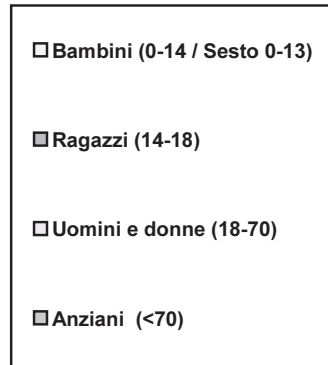 Bambini (0-14 / Sesto 0-13)
Ragazzi (14-18)
Uomini e donne (18-70)
Anziani (<70)